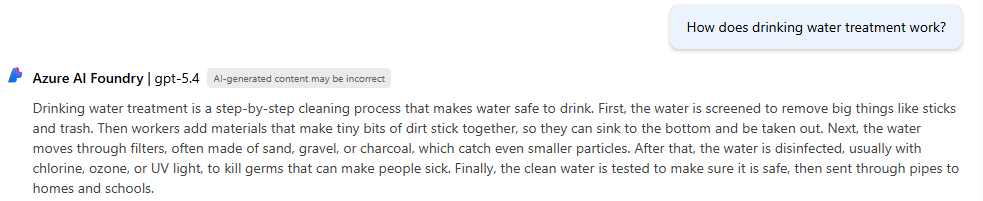 How does drinking water treatment work?
Azure AI Foundry | gpt-5.4 AI-generated content may be incorrect
Drinking water treatment is a step-by-step cleaning process that makes water safe to drink. First, the water is screened to remove big things like sticks
and trash. Then workers add materials that make tiny bits of dirt stick together, so they can sink to the bottom and be taken out. Next, the water
moves through filters, often made of sand, gravel, or charcoal, which catch even smaller particles. After that, the water is disinfected, usually with
chlorine, ozone, or UV light, to kill germs that can make people sick. Finally, the clean water is tested to make sure it is safe, then sent through pipes to
homes and schools.